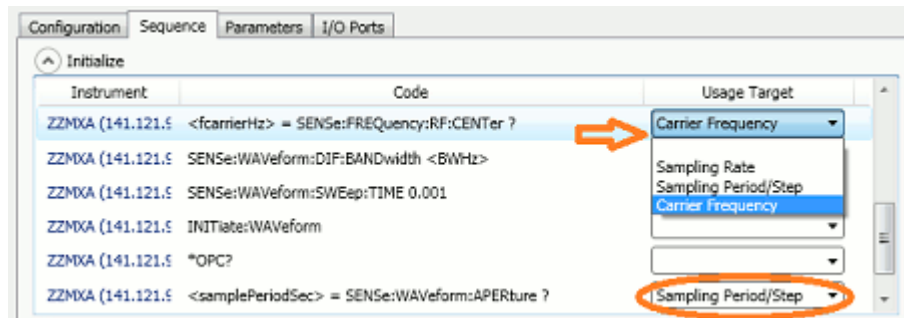 Configuration Sequence Parameters I/O Ports
Initialize
Instrument Code Usage Target
ZZMXA (141.121.9 <fcarrierHz> = SENSe:FREQuency:RF:CENTer ? Carrier Frequency
ZZMXA (141.121.9 SENSe:WAVeform:DIF:BANDwidth <BWHz>
Sampling Rate
Sampling Period/Step
Carrier Frequency
ZZMXA (141.121.9 SENSe:WAVeform:SWEep:TIME 0.001
ZZMXA (141.121.9 INITiate:WAVeform
ZZMXA (141.121.9 *OPC?
ZZMXA (141.121.9 <samplePeriodSec> = SENSe:WAVeform:APERture ? Sampling Period/Step